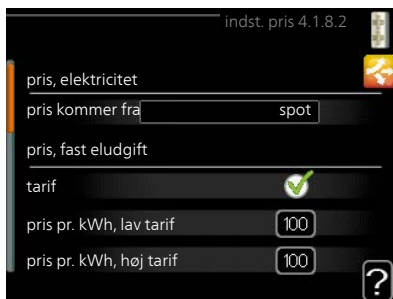 indst. pris 4.1.8.2
pris, elektricitet
pris kommer fra spot
pris, fast eludgift
tarif
pris pr. kWh, lav tarif 100
pris pr. kWh, høj tarif 100
?